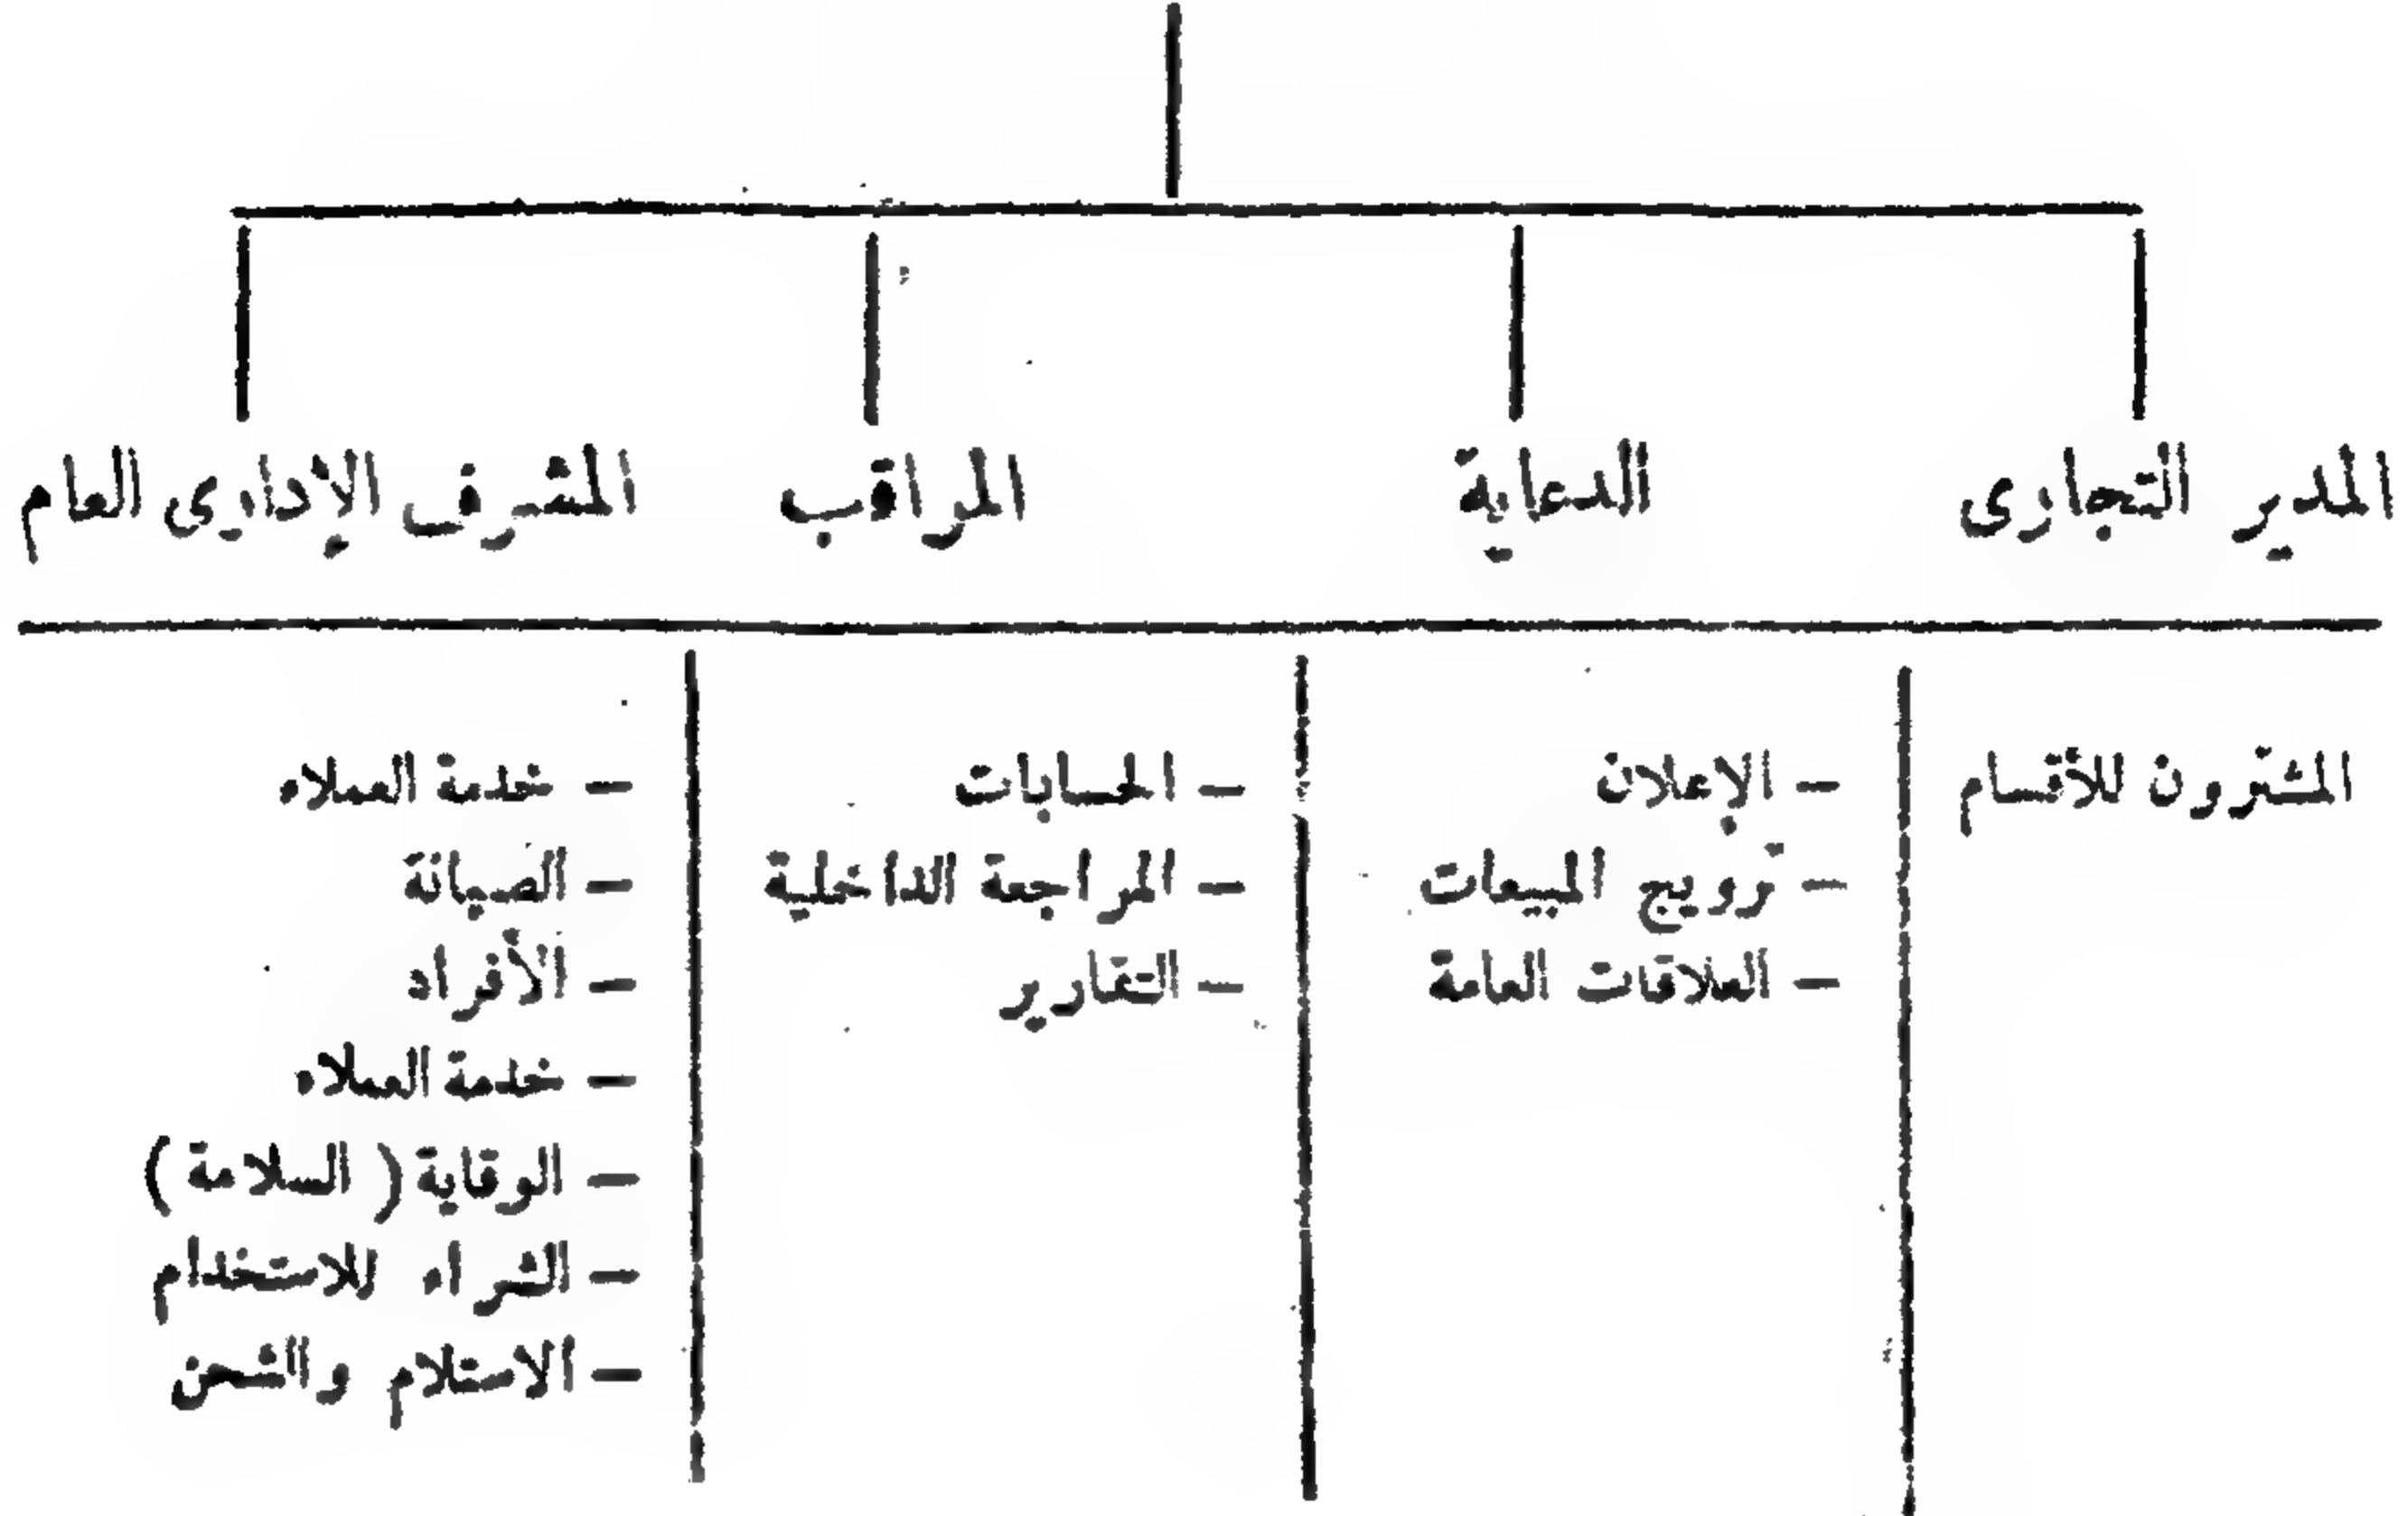 المدير التجارى
الدعاية
المراقب
المشرف الإدارى العام
المشترون للأقسام
– الإعلان
– ترويج المبيعات
– العلاقات العامة
– الحسابات
– المراجعة الداخلية
– التقارير
– خدمة العملاء
– الصيانة
– الأفراد
– خدمة العملاء
– الوقاية ( السلامة )
– الشراء للاستخدام
– الاستلام والشحن